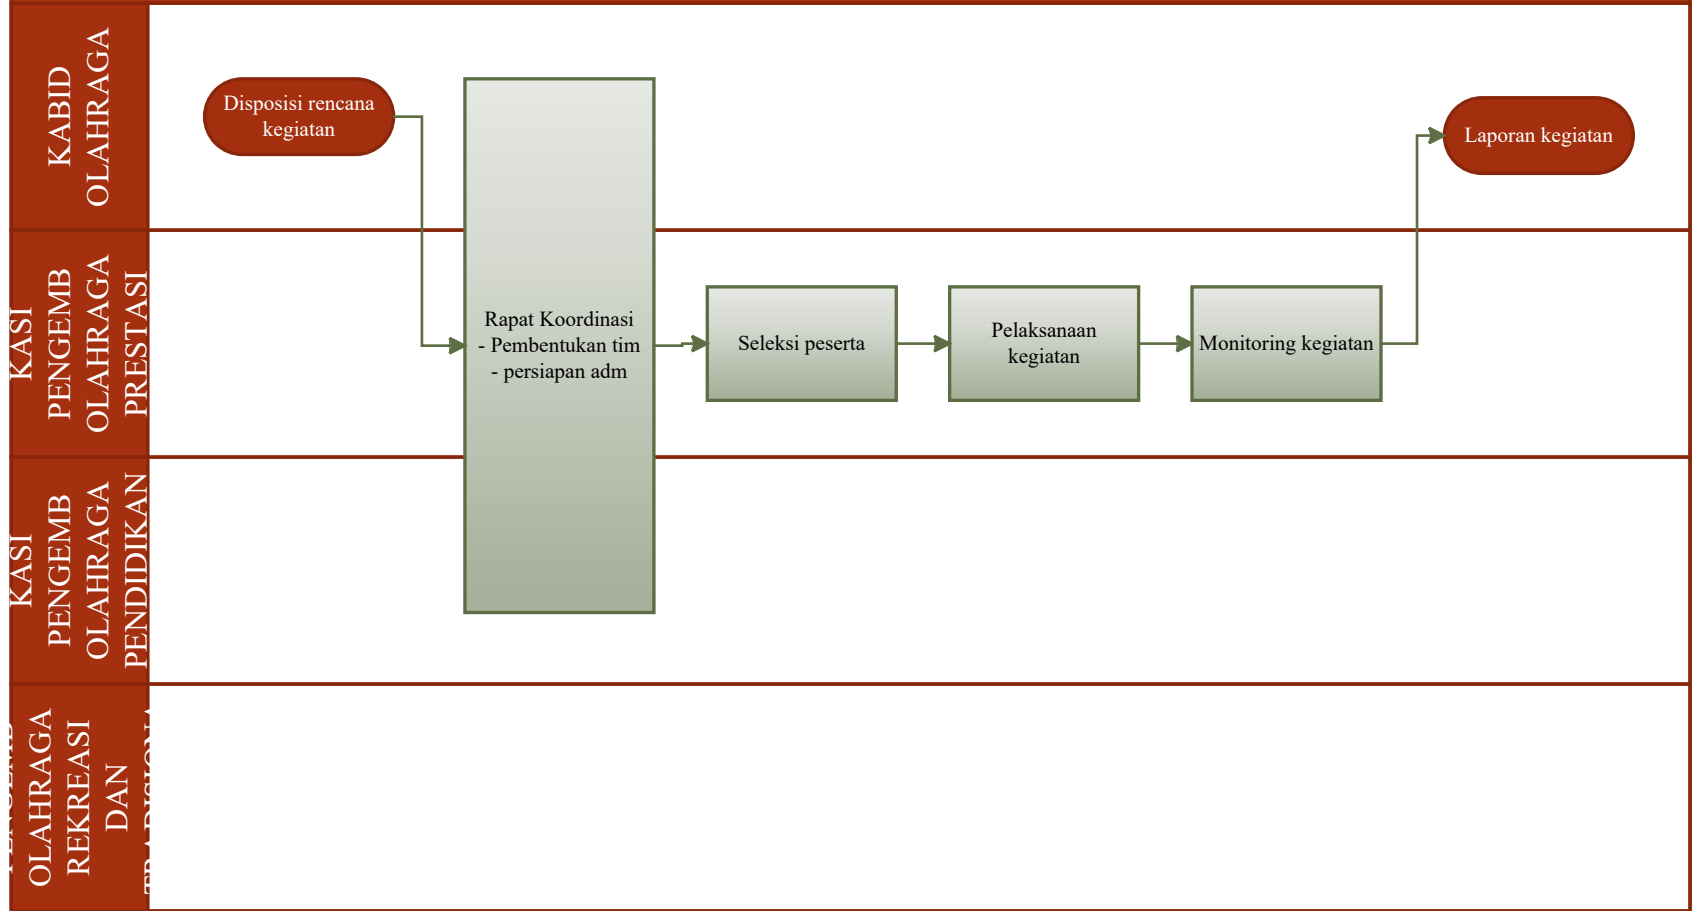 KABID
OLAHRAGA
Disposisi rencana
kegiatan
Laporan kegiatan
KASI
PENGEMB
OLAHRAGA
PRESTASI
Rapat Koordinasi
- Pembentukan tim
- persiapan adm
Seleksi peserta
Pelaksanaan
kegiatan
Monitoring kegiatan
KASI
PENGEMB
OLAHRAGA
PENDIDIKAN
OLAHRAGA
REKREASI
DAN